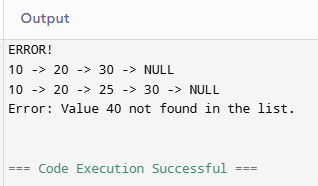 Output
ERROR!
10 -> 20 -> 30 -> NULL
10 -> 20 -> 25 -> 30 -> NULL
Error: Value 40 not found in the list.
=== Code Execution Successful ===